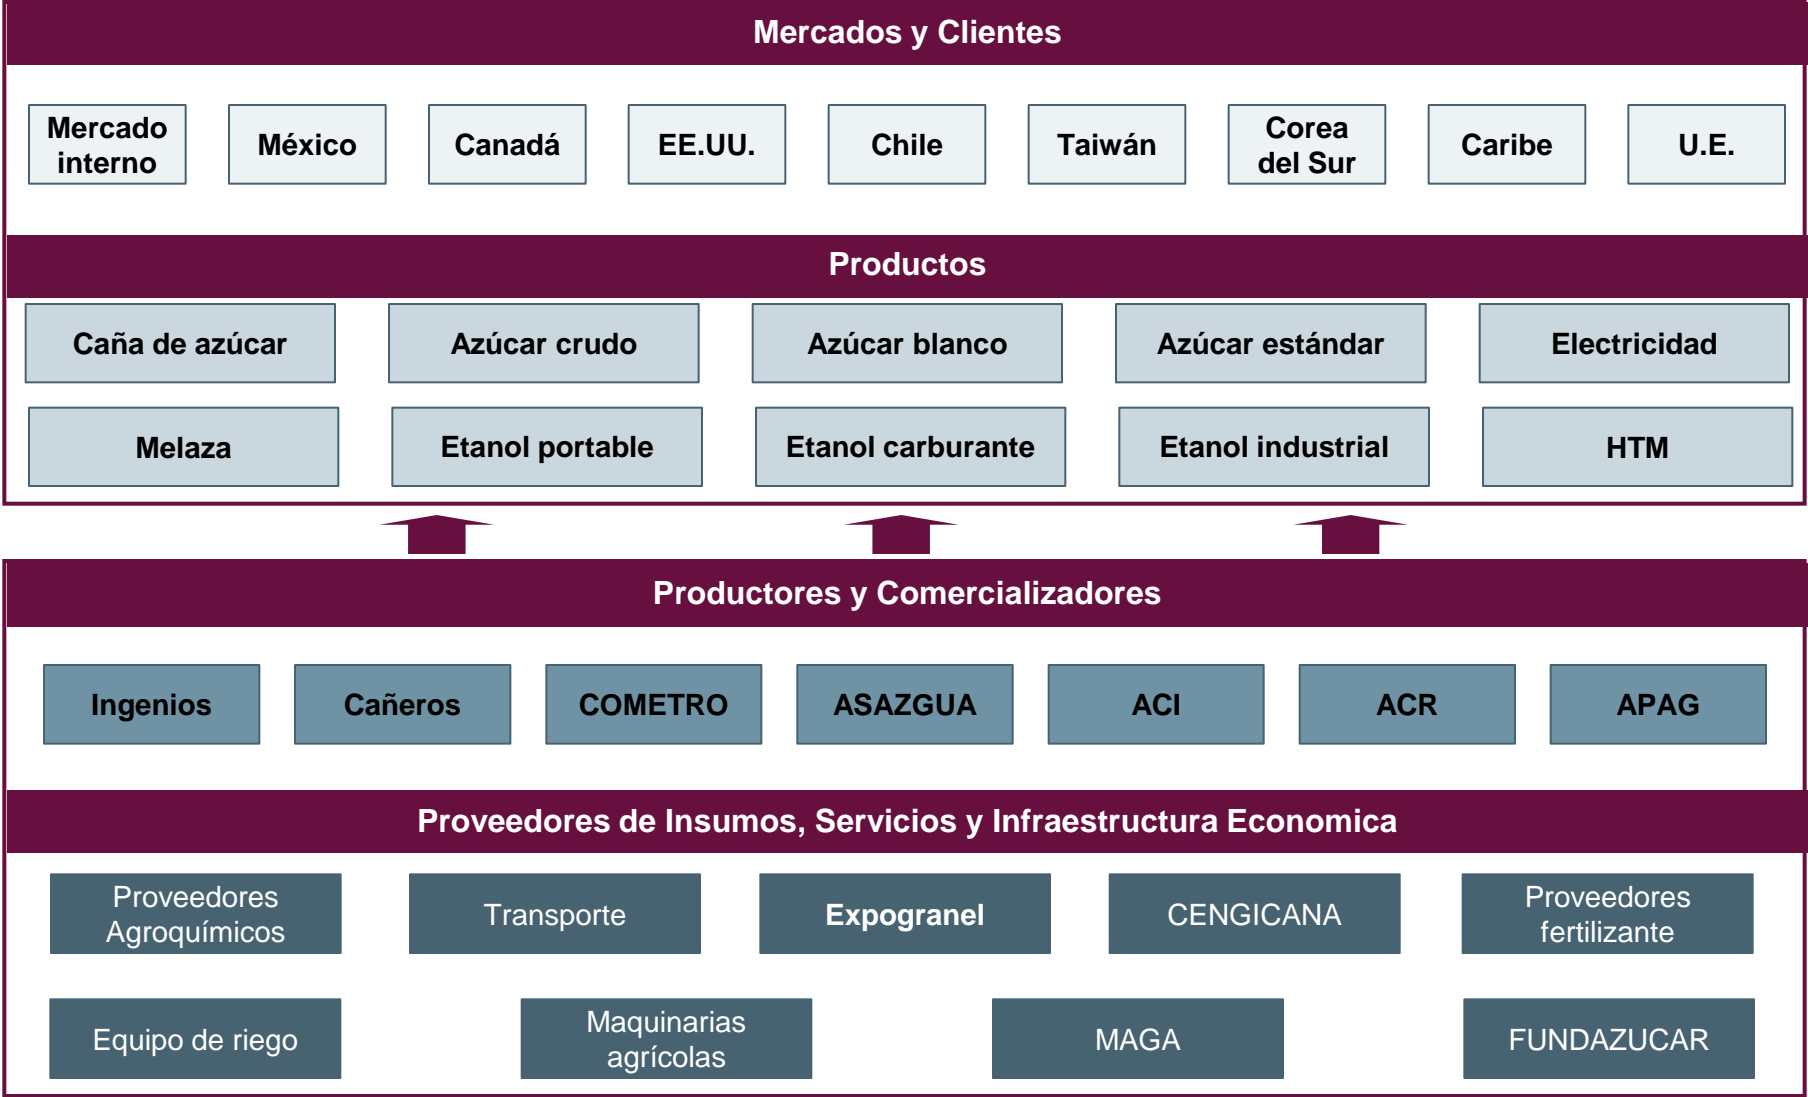 Mercados y Clientes
Mercado
interno
México
Canadá
EE.UU.
Chile
Taiwán
Corea
del Sur
Caribe
U.E.
Productos
Caña de azúcar
Azúcar crudo
Azúcar blanco
Azúcar estándar
Electricidad
Melaza
Etanol portable
Etanol carburante
Etanol industrial
HTM
Productores y Comercializadores
Ingenios
Cañeros
COMETRO
ASAZGUA
ACI
ACR
APAG
Proveedores de Insumos, Servicios y Infraestructura Economica
Proveedores
Agroquímicos
Transporte
Expogranel
CENGICANA
Proveedores
fertilizante
Equipo de riego
Maquinarias
agrícolas
MAGA
FUNDAZUCAR